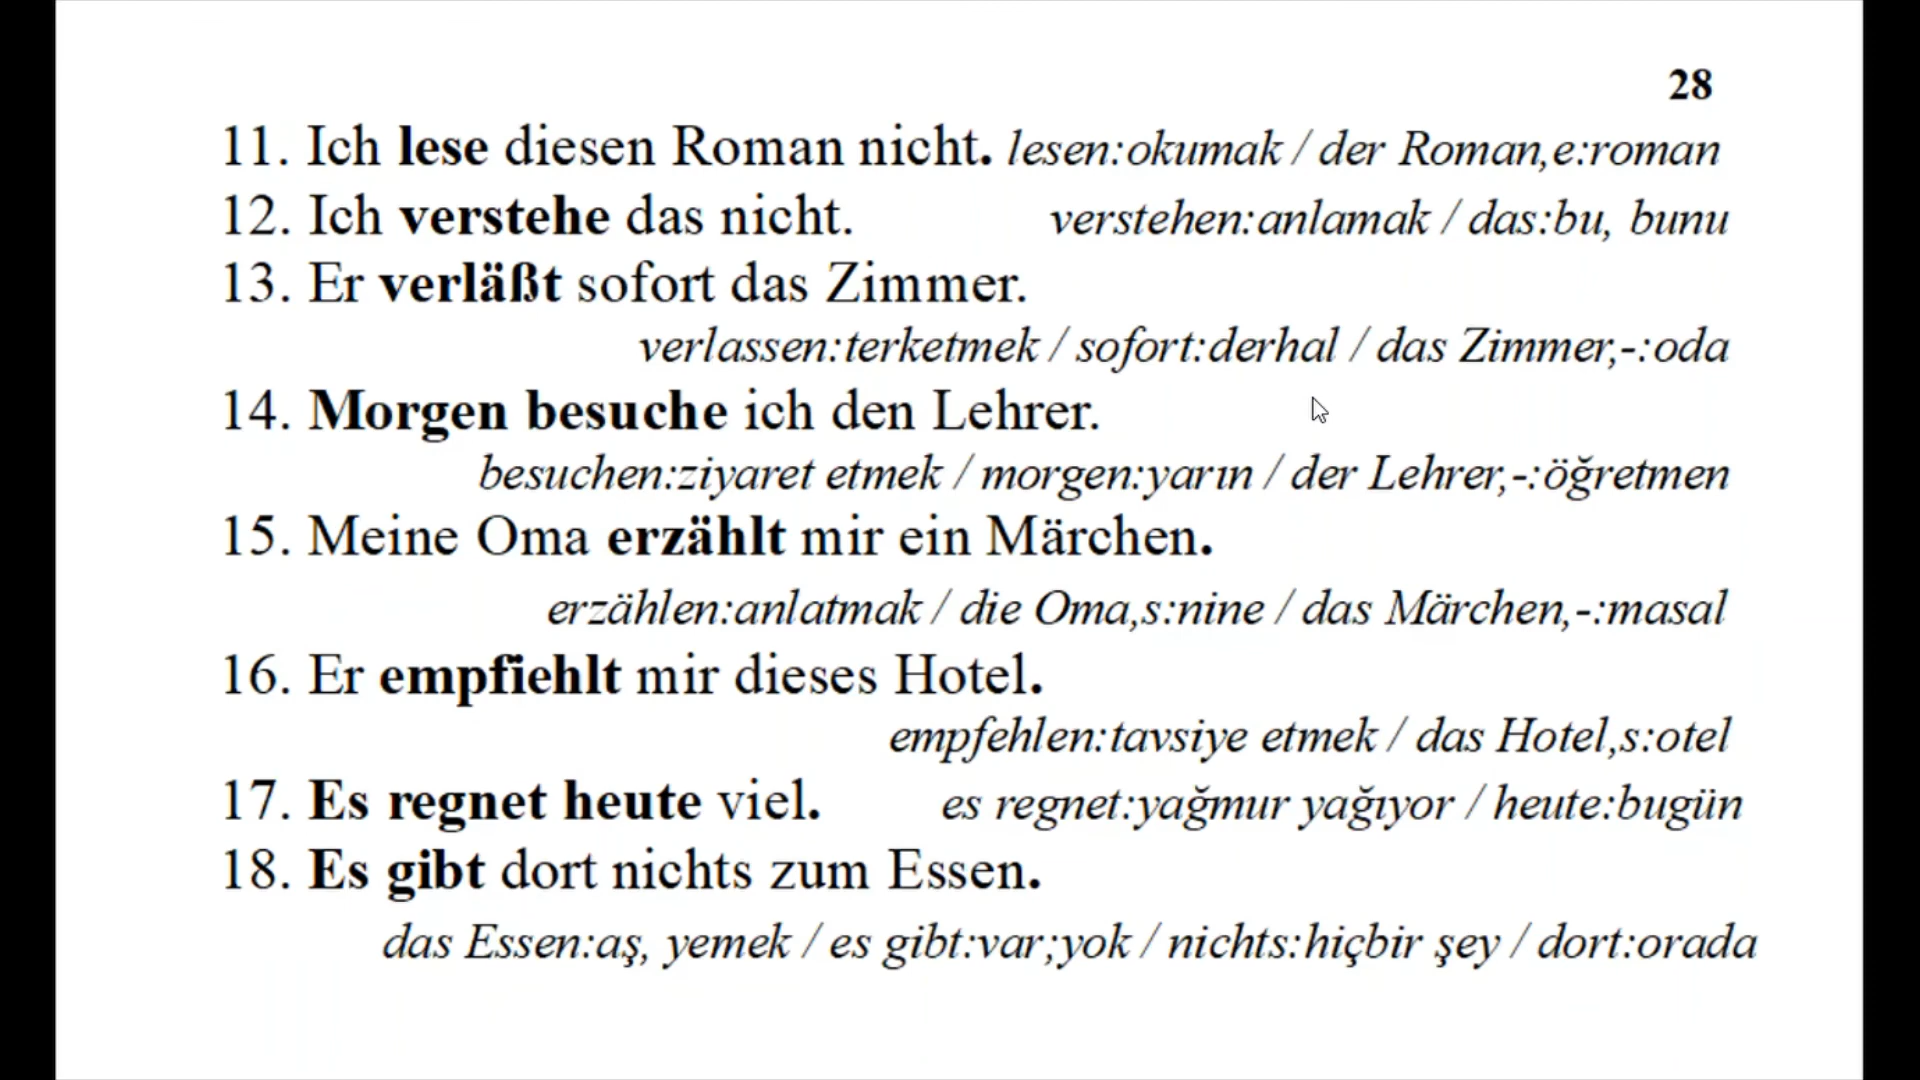 28
11. Ich lese diesen Roman nicht. lesen:okumak / der Roman,e:roman
12. Ich verstehe das nicht. verstehen:anlamak / das:bu, bunu
13. Er verläßt sofort das Zimmer.
verlassen:terketmek / sofort:derhal / das Zimmer,-:oda
14. Morgen besuche ich den Lehrer.
besuchen:ziyaret etmek / morgen:yarın / der Lehrer,-:öğretmen
15. Meine Oma erzählt mir ein Märchen.
erzählen:anlatmak / die Oma,s:nine / das Märchen,-:masal
16. Er empfiehlt mir dieses Hotel.
empfehlen:tavsiye etmek / das Hotel,s:otel
17. Es regnet heute viel. es regnet:yağmur yağıyor / heute:bugün
18. Es gibt dort nichts zum Essen.
das Essen:aş, yemek / es gibt:var;yok / nichts:hiçbir şey / dort:orada